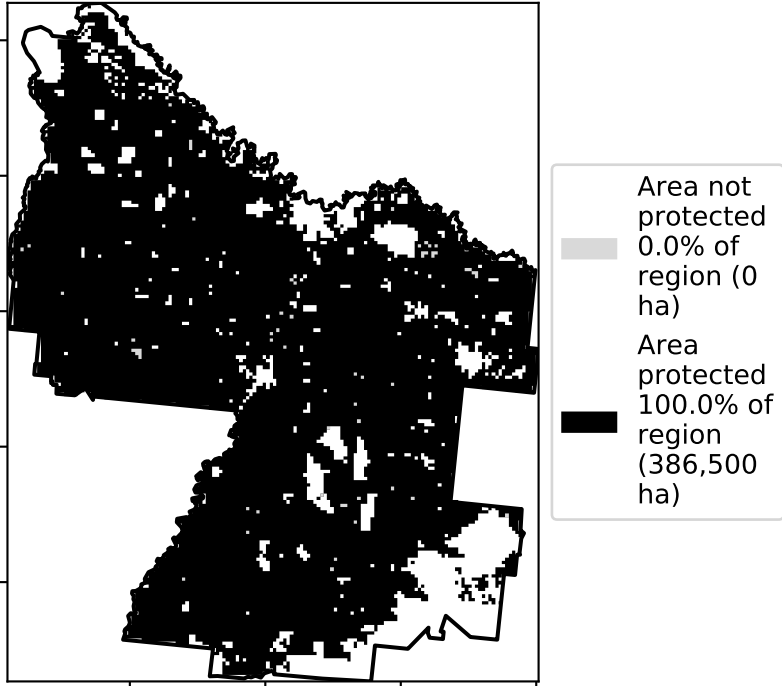 Area not
protected
0.0% of
region (0
ha)
Area
protected
100.0% of
region
(386,500
ha)